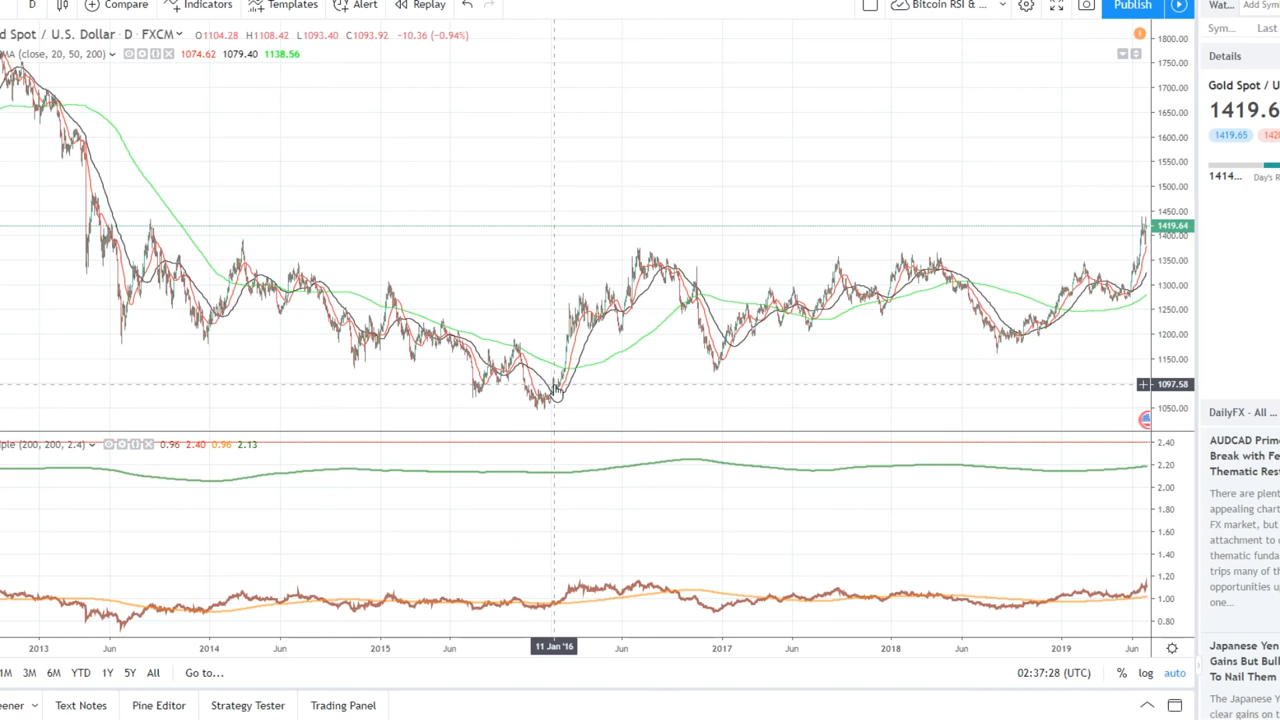 D Compare Indicators Templates Alert Replay Bitcoin RSI & ... Publish Wat... Add Sym
d Spot / U.S. Dollar · D · FXCM O1104.28 H1108.42 L1093.40 C1093.92 -10.36 (-0.94%)
MA (close, 20, 50, 200) 1074.62 1079.40 1138.56
1800.00
1750.00
1700.00
1650.00
1600.00
1550.00
1500.00
1450.00
1419.64
1400.00
1350.00
1300.00
1250.00
1200.00
1150.00
1097.58
1050.00
ple (200, 200, 2.4) 0.96 2.40 0.96 2.13
2.40
2.20
2.00
1.80
1.60
1.40
1.20
1.00
0.80
2013 Jun 2014 Jun 2015 Jun 11 Jan '16 Jun 2017 Jun 2018 Jun 2019 Jun
1M 3M 6M YTD 1Y 5Y All Go to... 02:37:28 (UTC) % log auto
ener Text Notes Pine Editor Strategy Tester Trading Panel
Sym... Last
Details
Gold Spot / U
1419.6
1419.65 142
1414... Day's R
DailyFX - All ...
AUDCAD Prime
Break with Fe
Thematic Rest
There are plent
appealing chart
FX market, but
attachment to
thematic funda
trips many of th
opportunities u
one...
Japanese Yen
Gains But Bull
To Nail Them
The Japanese Y
clear gains on t